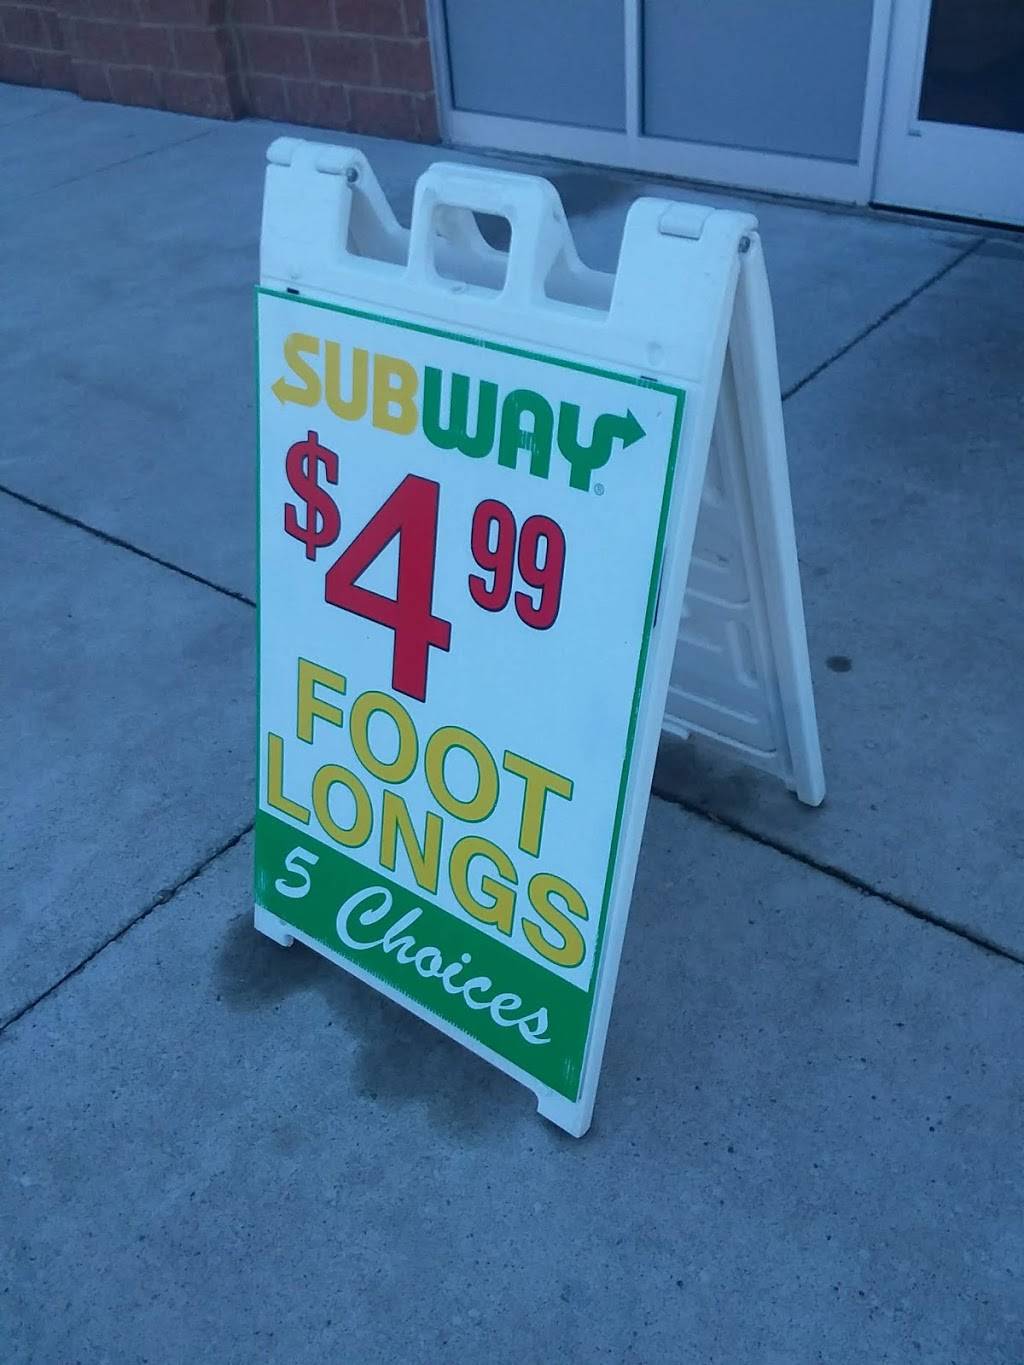 SUBWAY®
$4.99
FOOT
LONGS
5 Choices